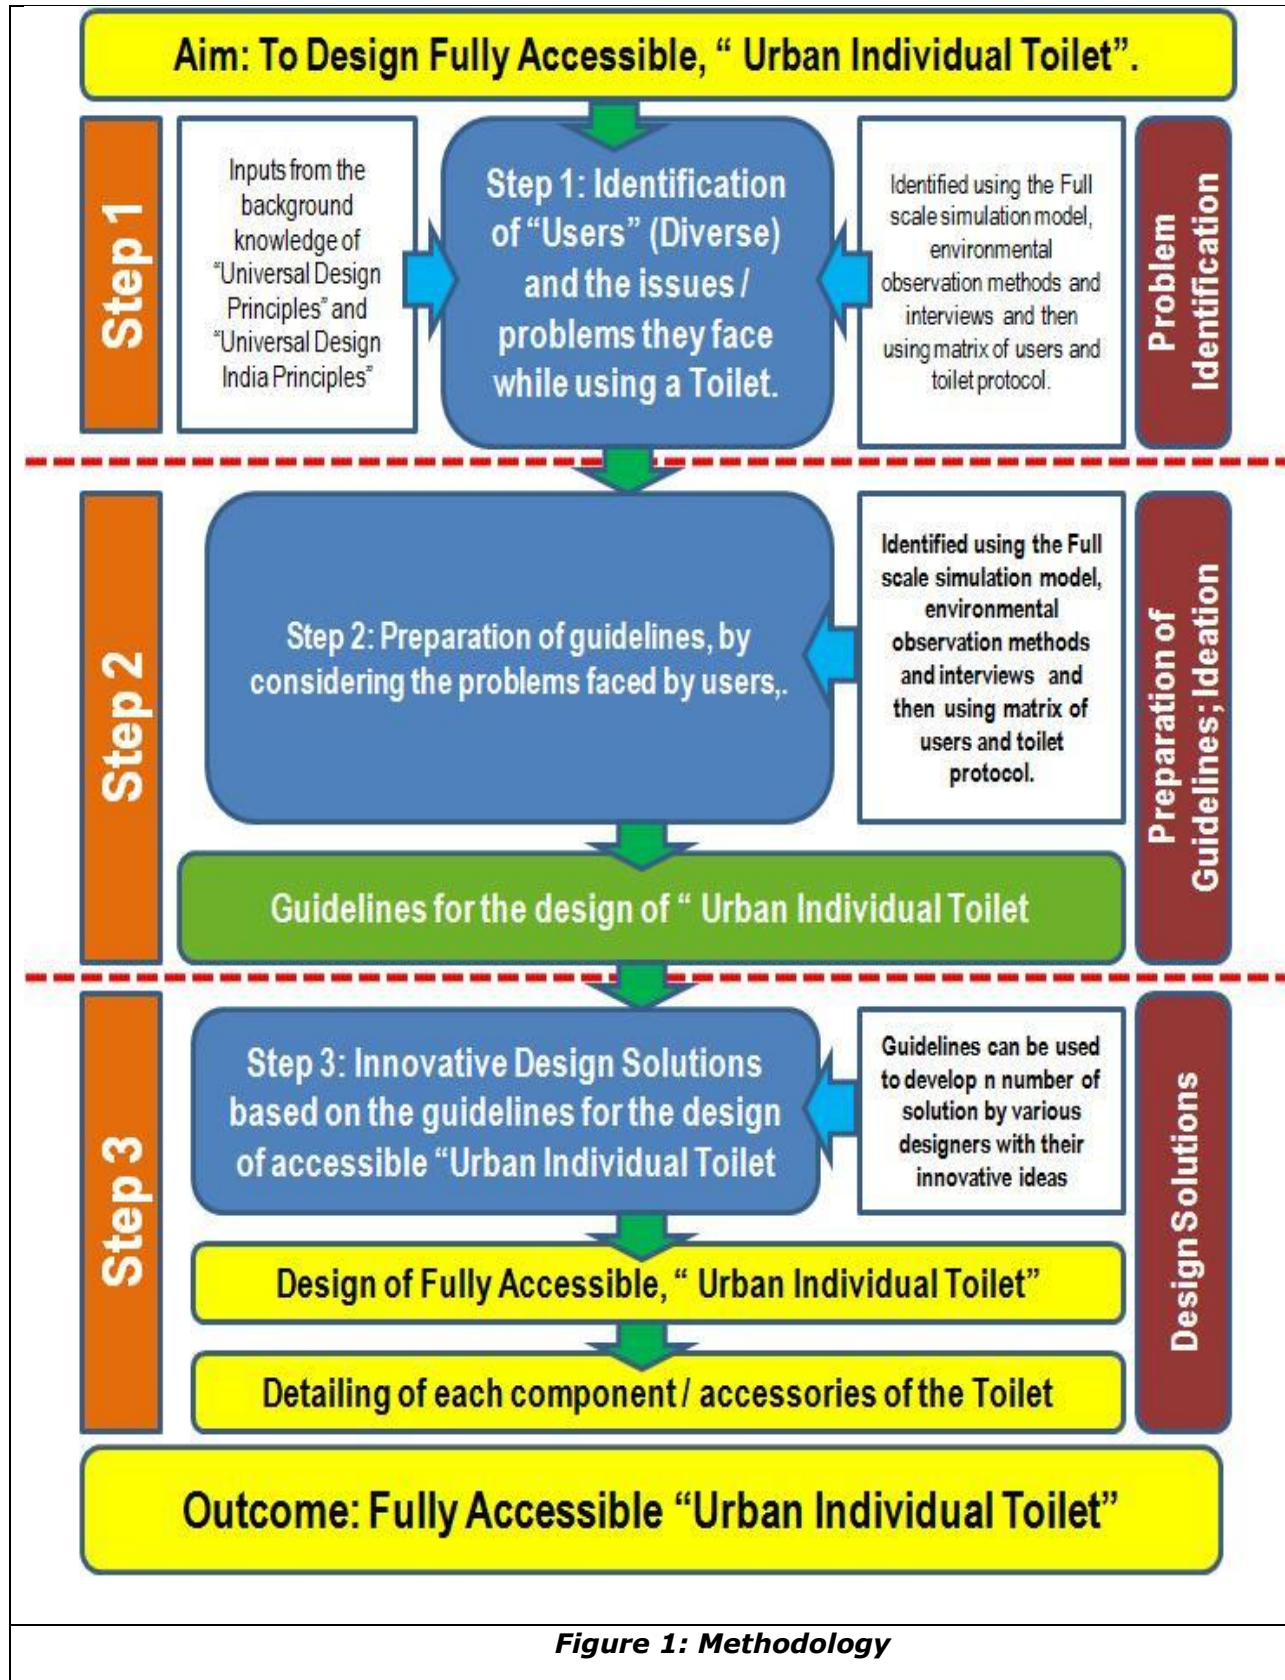 Aim: To Design Fully Accessible, “ Urban Individual Toilet”.
Step 1
Inputs from the
background
knowledge of
“Universal Design
Principles” and
“Universal Design
India Principles”
Step 1: Identification
of “Users” (Diverse)
and the issues /
problems they face
while using a Toilet.
Identified using the Full
scale simulation model,
environmental
observation methods and
interviews and then
using matrix of users and
toilet protocol.
Problem
Identification
Step 2
Step 2: Preparation of guidelines, by
considering the problems faced by users,.
Identified using the Full
scale simulation model,
environmental
observation methods
and interviews and
then using matrix of
users and toilet
protocol.
Preparation of
Guidelines; Ideation
Guidelines for the design of “ Urban Individual Toilet
Step 3
Step 3: Innovative Design Solutions
based on the guidelines for the design
of accessible “Urban Individual Toilet
Guidelines can be used
to develop n number of
solution by various
designers with their
innovative ideas
Design Solutions
Design of Fully Accessible, “ Urban Individual Toilet”
Detailing of each component / accessories of the Toilet
Outcome: Fully Accessible “Urban Individual Toilet”
Figure 1: Methodology